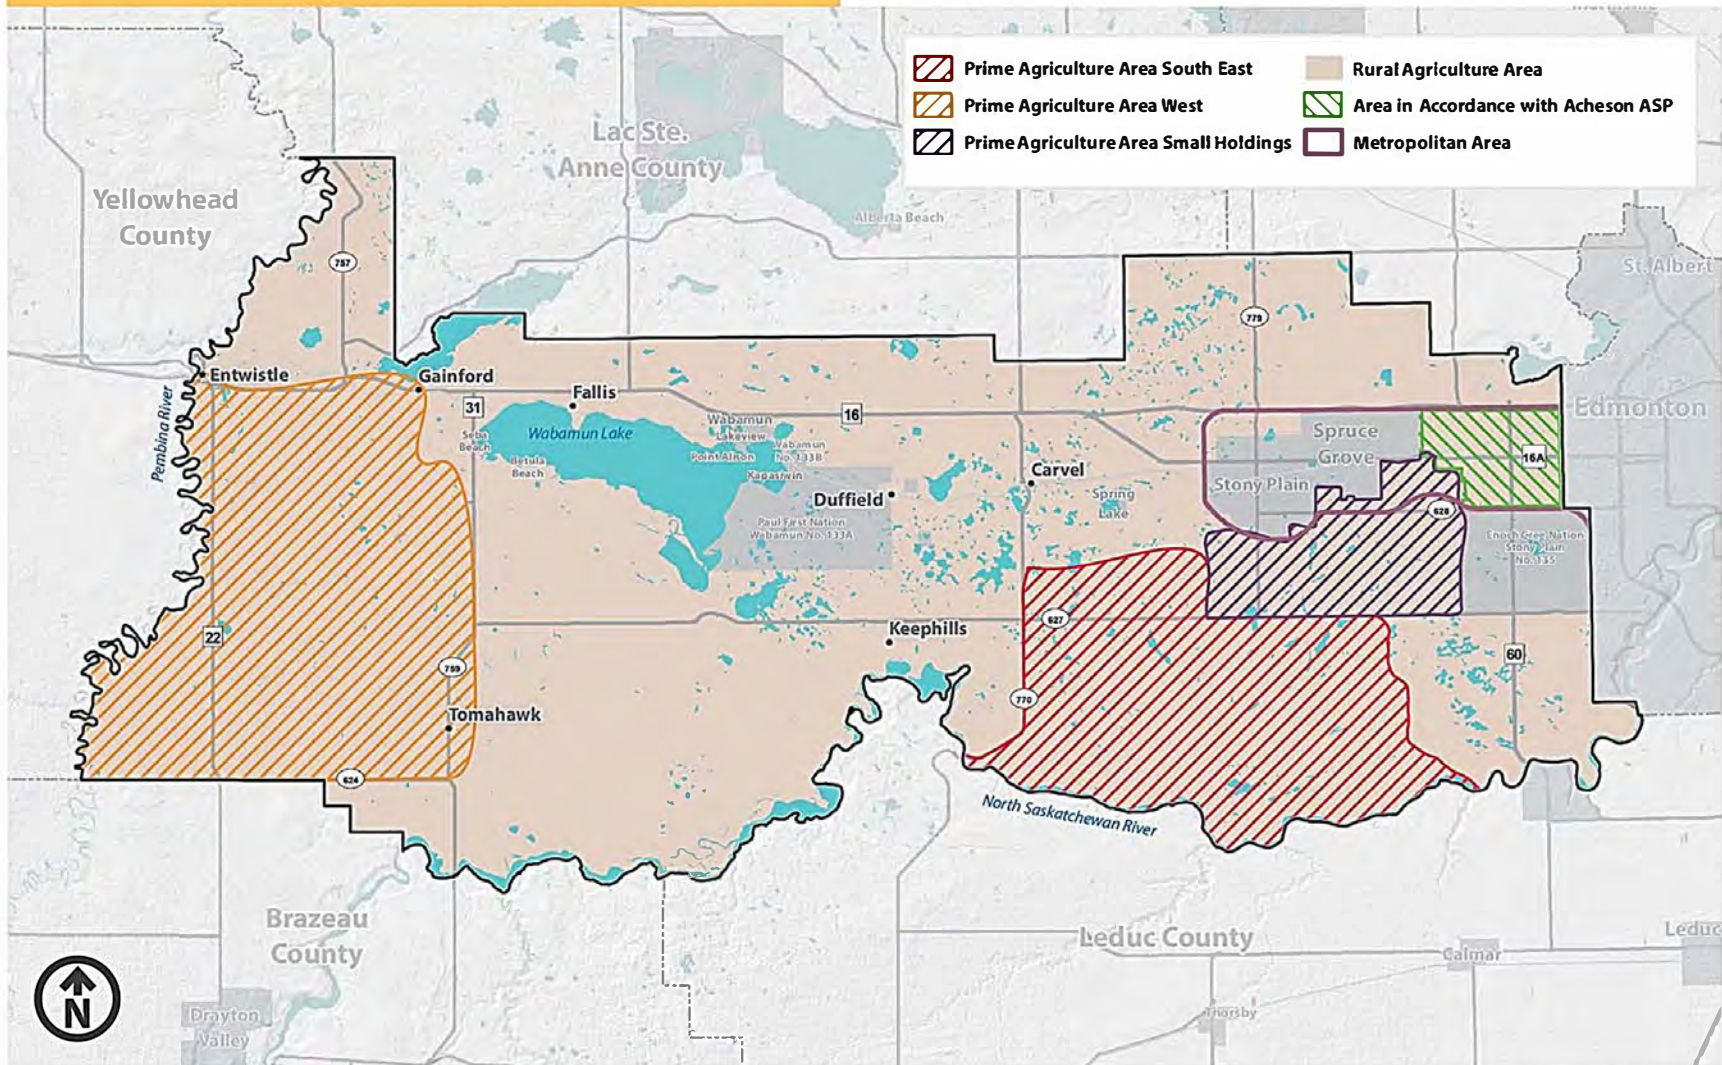 Prime Agriculture Area South East
Prime Agriculture Area West
Prime Agriculture Area Small Holdings
Rural Agriculture Area
Area in Accordance with Acheson ASP
Metropolitan Area
Lac Ste.
Anne County
Yellowhead
County
Alberta Beach
St. Albert
757
779
Entwistle
Gainford
Fallis
31
16
Edmonton
Pembina River
Seba
Beach
Wabamun Lake
Betula
Beach
Wabamun
Lakeview
Point Alison
Wabamun
No. 133B
Kapasiwin
Spruce
Grove
16A
Stony Plain
Carvel
Duffield
Spring
Lake
628
Paul First Nation
Wabamun No. 133A
Enoch Cree Nation
Stony Plain
No. 135
22
Keephills
627
60
759
770
Tomahawk
624
North Saskatchewan River
Brazeau
County
Leduc County
Leduc
Calmar
Drayton
Valley
Thorsby
N